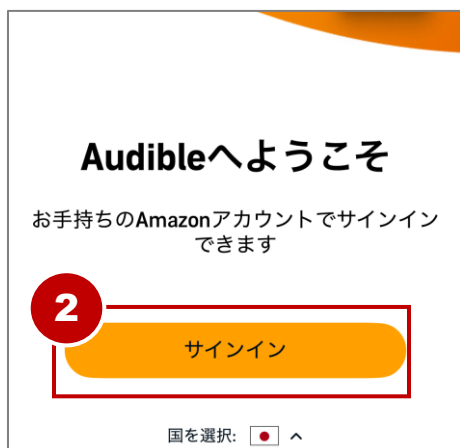 Audibleへようこそ
お手持ちのAmazonアカウントでサインイン
できます
2
サインイン
国を選択: